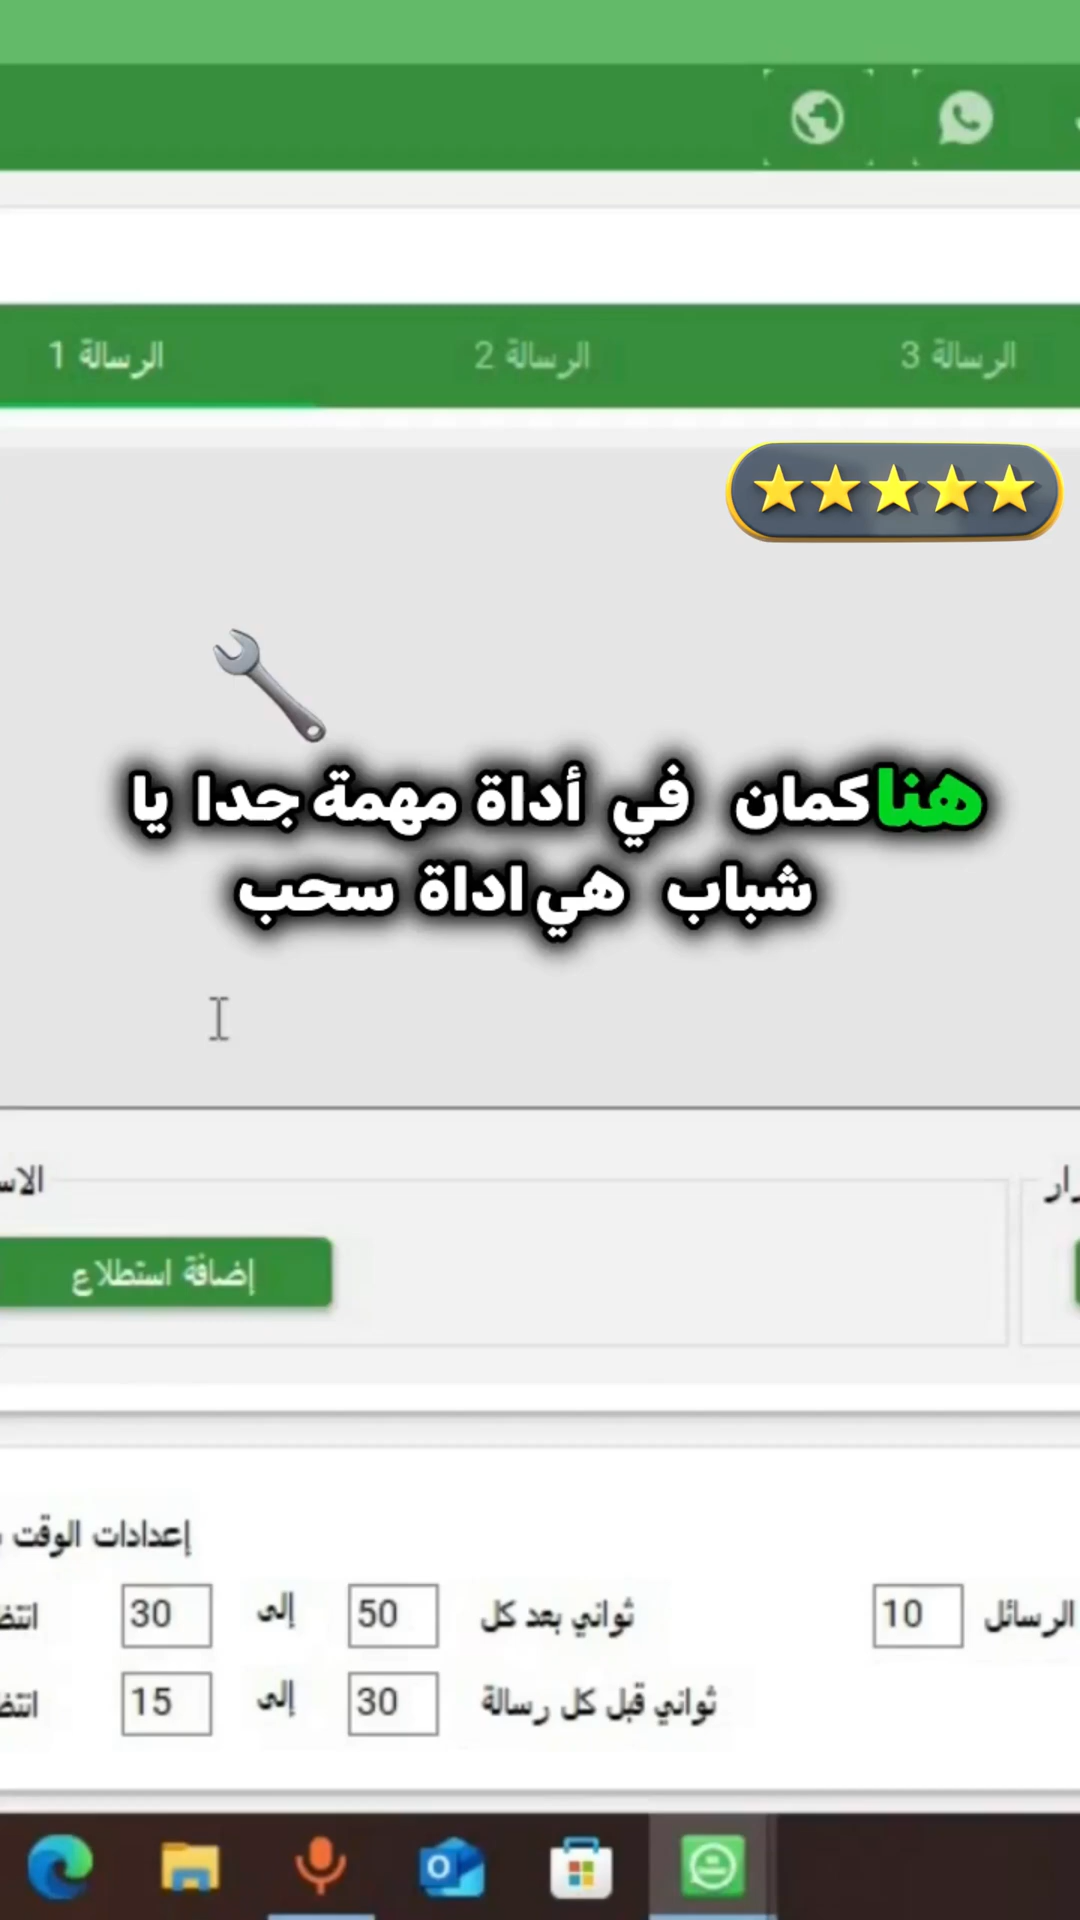 الرسالة 1
الرسالة 2
الرسالة 3
هنا كمان في أداة مهمة جدا يا
شباب هي اداة سحب
إضافة استطلاع
إعدادات الوقت
30 إلى 50 ثواني بعد كل 10 الرسائل
15 إلى 30 ثواني قبل كل رسالة